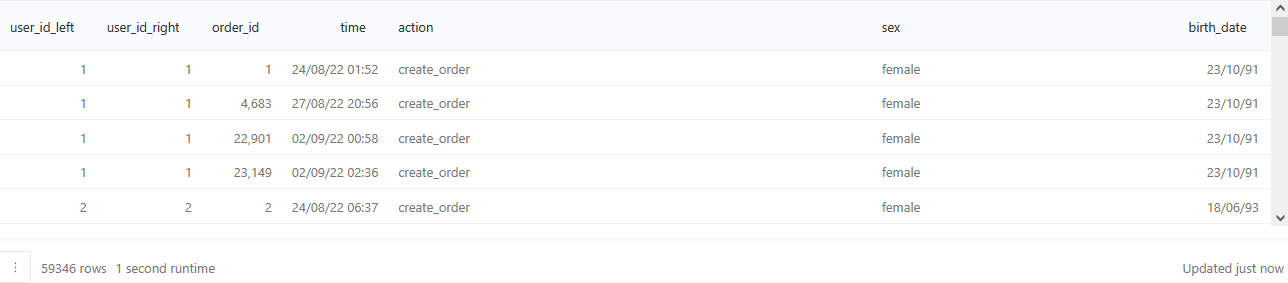 user_id_left user_id_right order_id time action sex birth_date
1 1 1 24/08/22 01:52 create_order female 23/10/91
1 1 4,683 27/08/22 20:56 create_order female 23/10/91
1 1 22,901 02/09/22 00:58 create_order female 23/10/91
1 1 23,149 02/09/22 02:36 create_order female 23/10/91
2 2 2 24/08/22 06:37 create_order female 18/06/93
59346 rows 1 second runtime Updated just now